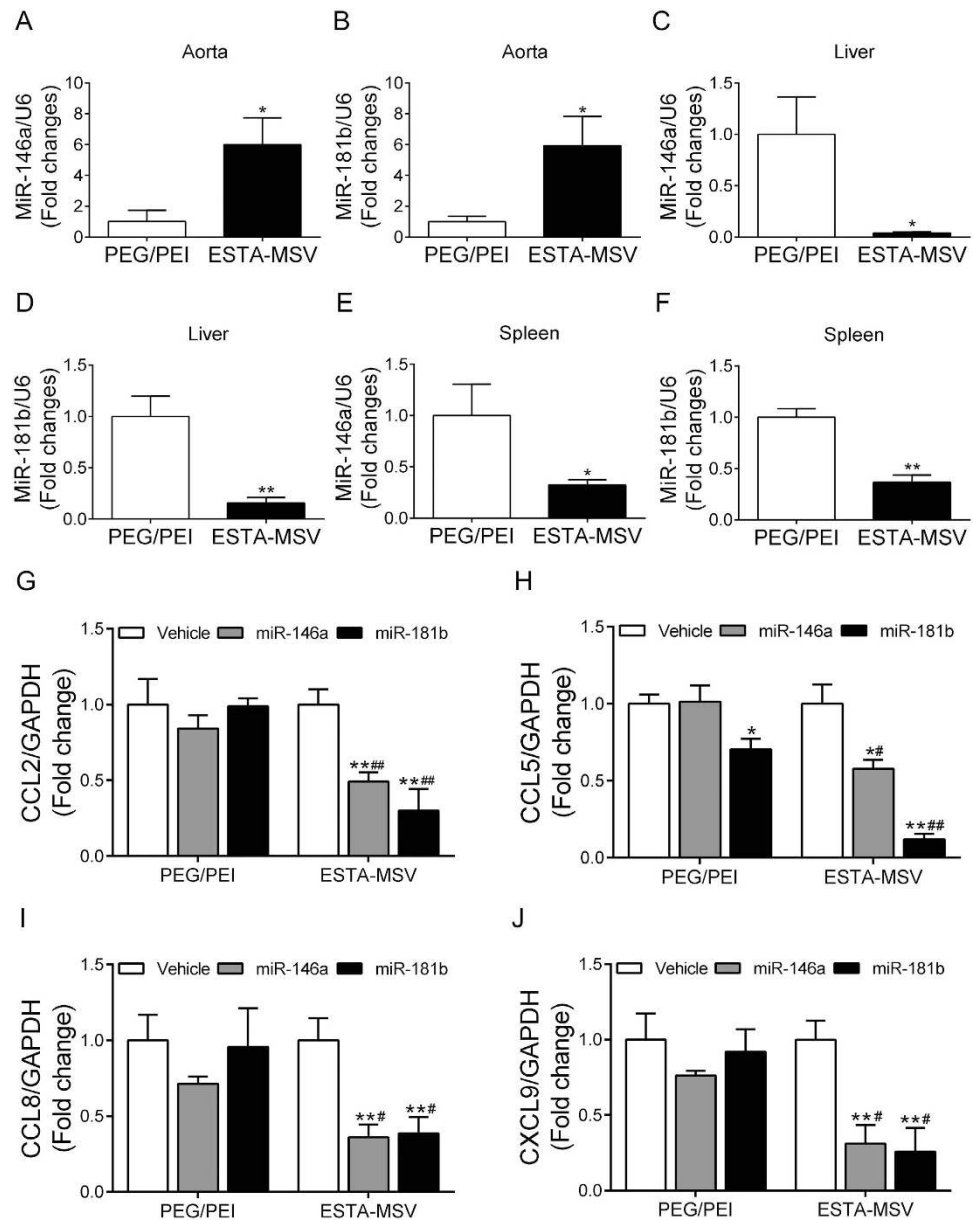 A
Aorta
MiR-146a/U6
(Fold changes)
10
8
6
4
2
0
*
PEG/PEI ESTA-MSV
B
Aorta
MiR-181b/U6
(Fold changes)
10
8
6
4
2
0
*
PEG/PEI ESTA-MSV
C
Liver
MiR-146a/U6
(Fold changes)
1.5
1.0
0.5
0.0
*
PEG/PEI ESTA-MSV
D
Liver
MiR-181b/U6
(Fold changes)
1.5
1.0
0.5
0.0
**
PEG/PEI ESTA-MSV
E
Spleen
MiR-146a/U6
(Fold changes)
1.5
1.0
0.5
0.0
*
PEG/PEI ESTA-MSV
F
Spleen
MiR-181b/U6
(Fold changes)
1.5
1.0
0.5
0.0
**
PEG/PEI ESTA-MSV
G
Vehicle miR-146a miR-181b
CCL2/GAPDH
(Fold change)
1.5
1.0
0.5
0.0
**## **##
PEG/PEI ESTA-MSV
H
Vehicle miR-146a miR-181b
CCL5/GAPDH
(Fold change)
1.5
1.0
0.5
0.0
* *# **##
PEG/PEI ESTA-MSV
I
Vehicle miR-146a miR-181b
CCL8/GAPDH
(Fold change)
1.5
1.0
0.5
0.0
**# **#
PEG/PEI ESTA-MSV
J
Vehicle miR-146a miR-181b
CXCL9/GAPDH
(Fold change)
1.5
1.0
0.5
0.0
**# **#
PEG/PEI ESTA-MSV